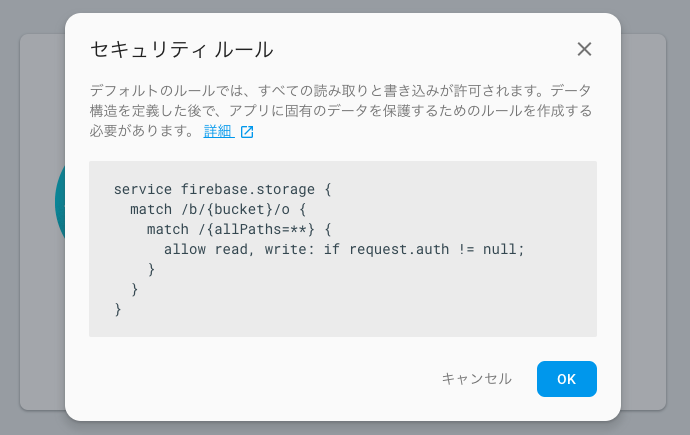 セキュリティ ルール
デフォルトのルールでは、すべての読み取りと書き込みが許可されます。データ
構造を定義した後で、アプリに固有のデータを保護するためのルールを作成する
必要があります。 詳細
service firebase.storage {
  match /b/{bucket}/o {
    match /{allPaths=**} {
      allow read, write: if request.auth != null;
    }
  }
}
キャンセル OK